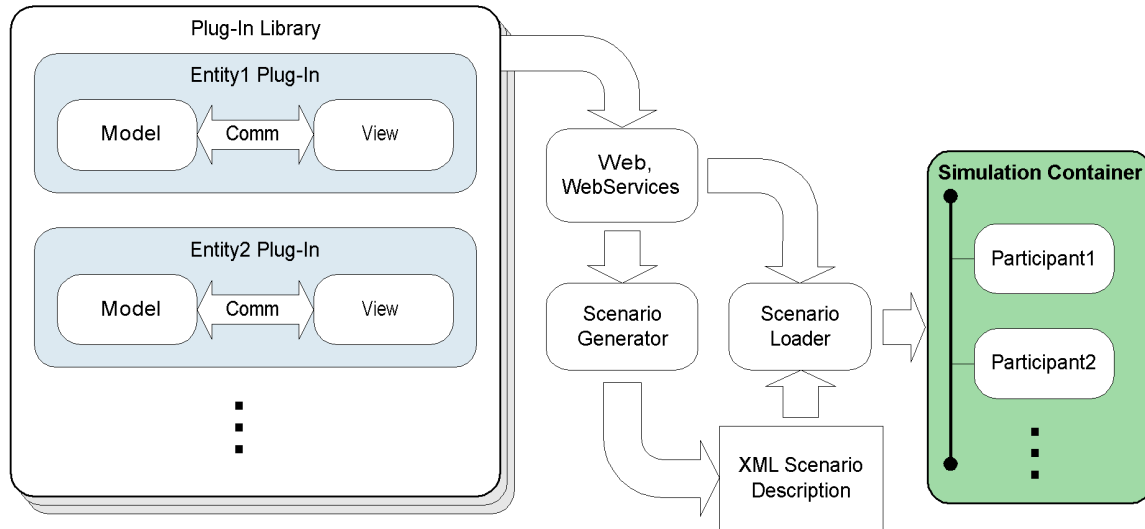 Plug-In Library
Entity1 Plug-In
Model
Comm
View
Entity2 Plug-In
Model
Comm
View
Web,
WebServices
Scenario
Generator
Scenario
Loader
XML Scenario
Description
Simulation Container
Participant1
Participant2